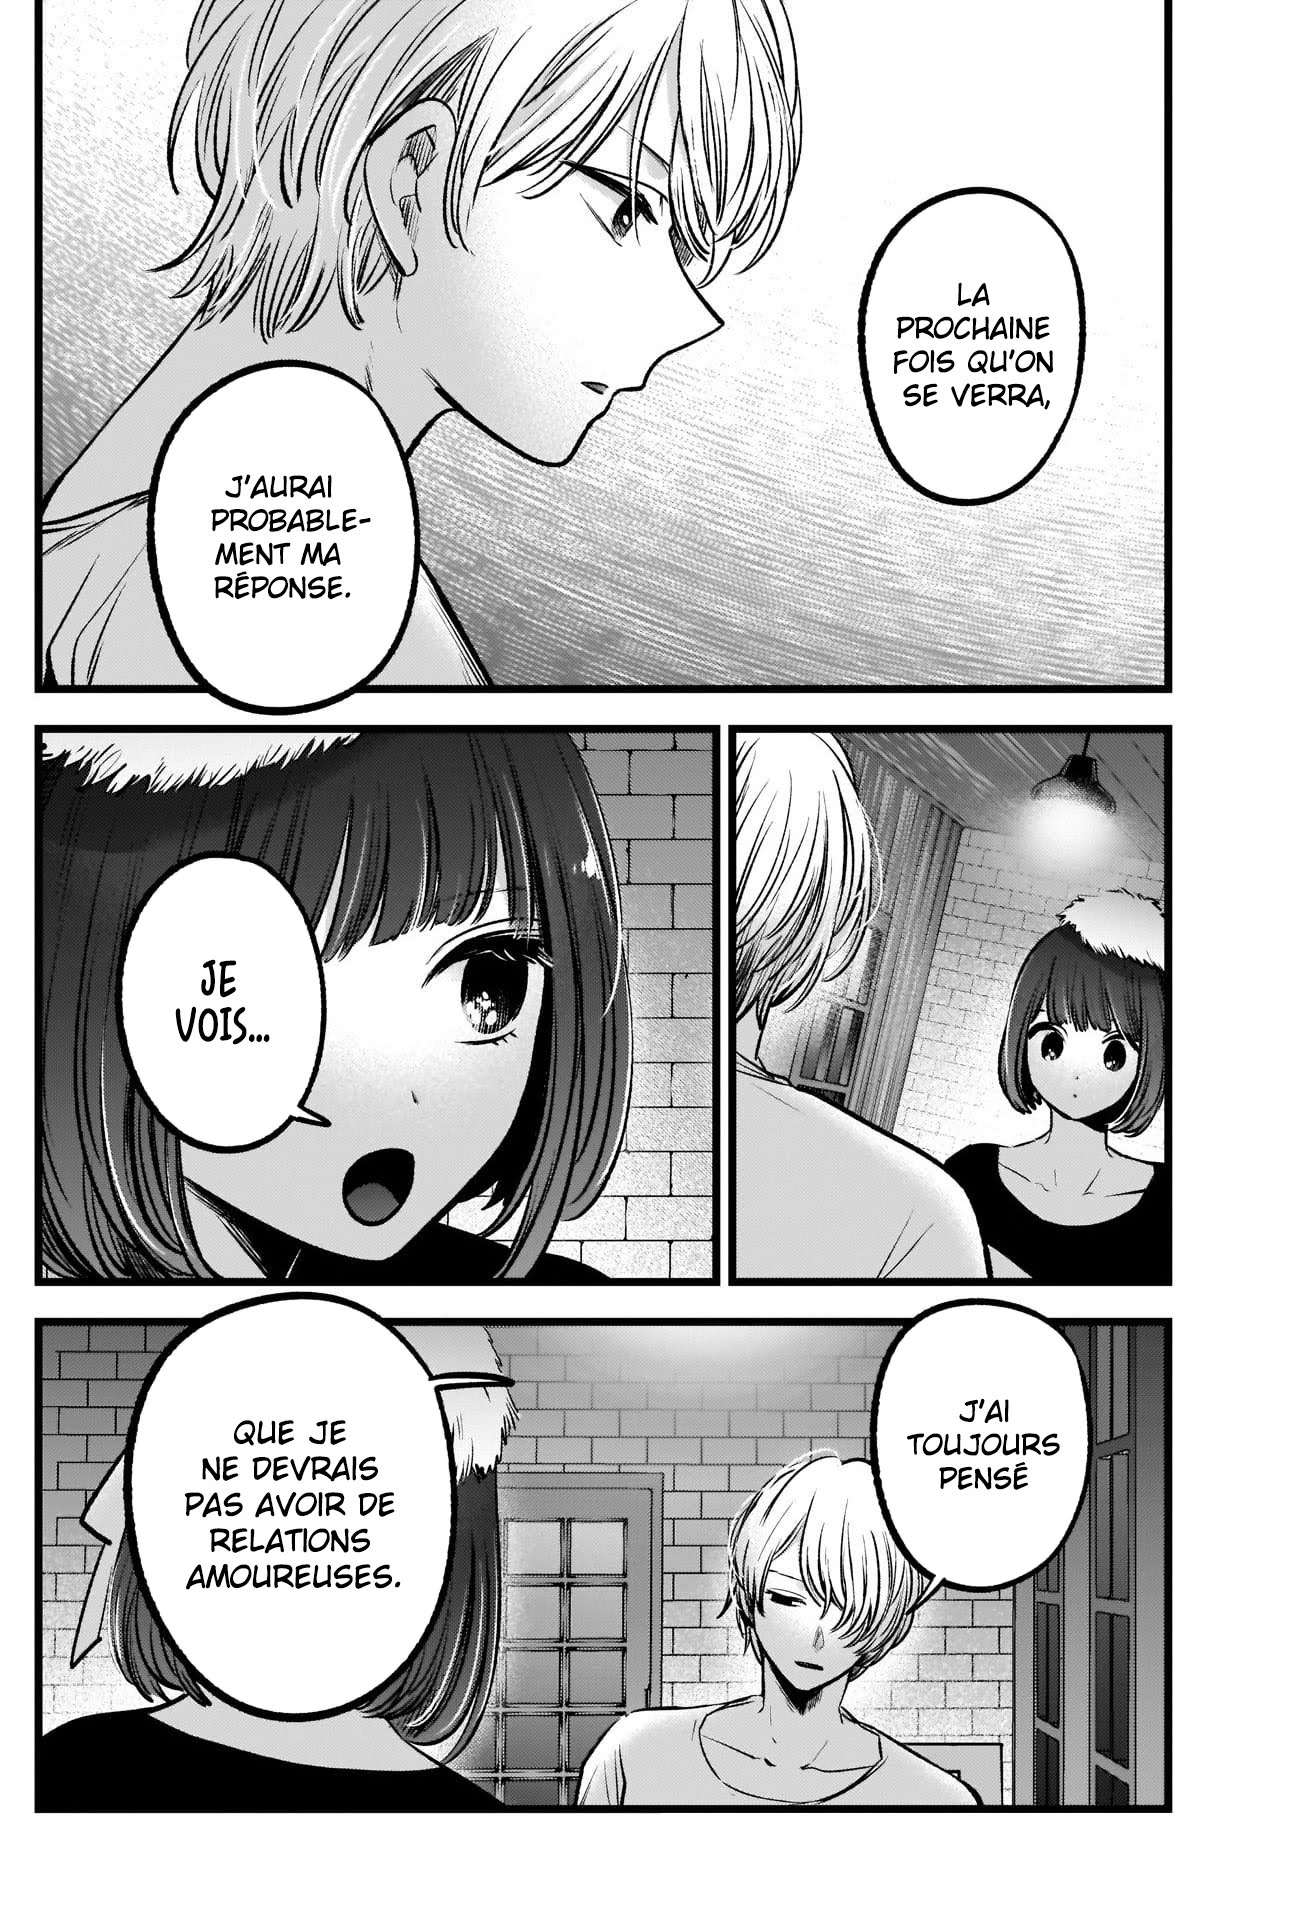 LA
PROCHAINE
FOIS QU'ON
SE VERRA,
J'AURAI
PROBABLE-
MENT MA
RÉPONSE.
JE
VOIS...
J'AI
TOUJOURS
PENSÉ
QUE JE
NE DEVRAIS
PAS AVOIR DE
RELATIONS
AMOUREUSES.